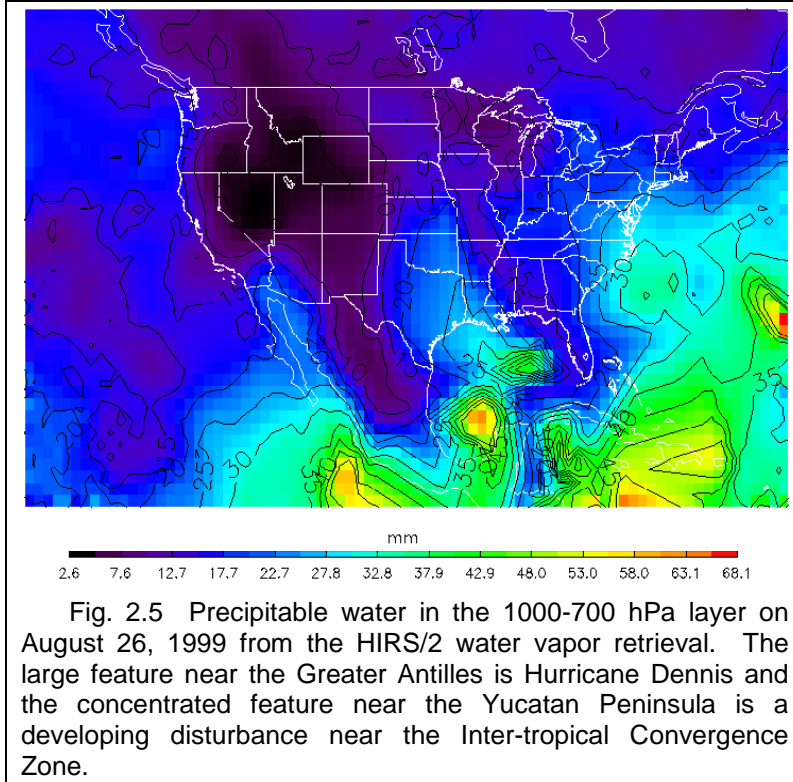 mm
2.6 7.6 12.7 17.7 22.7 27.8 32.8 37.9 42.9 48.0 53.0 58.0 63.1 68.1
Fig. 2.5 Precipitable water in the 1000-700 hPa layer on
August 26, 1999 from the HIRS/2 water vapor retrieval. The
large feature near the Greater Antilles is Hurricane Dennis and
the concentrated feature near the Yucatan Peninsula is a
developing disturbance near the Inter-tropical Convergence
Zone.